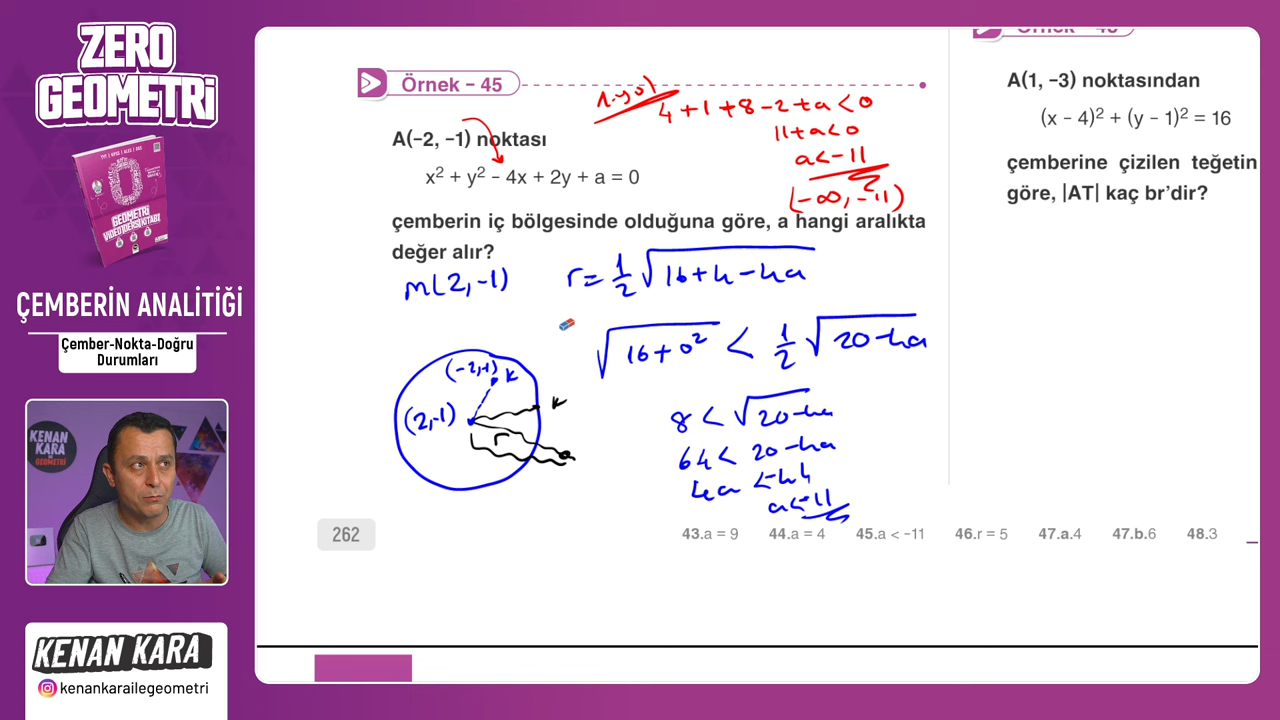 ZERO
GEOMETRİ
GEOMETRİ
VİDEO DERS KİTABI
ÇEMBERİN ANALİTİĞİ
Çember-Nokta-Doğru
Durumları
KENAN
KARA
GEOMETRİ
KENAN KARA
kenankarailegeometri
Örnek - 45
1.yol
4+1+8-2+a<0
11+a<0
a<-11
(-∞, -11)
A(-2, -1) noktası
x² + y² - 4x + 2y + a = 0
çemberin iç bölgesinde olduğuna göre, a hangi aralıkta
değer alır?
M(2,-1) r=1/2√16+4-4a
√16+0² < 1/2 √20-4a
(-2,-1) K
(2,-1)
K
r
8 < √20-4a
64 < 20-4a
4a <-44
a<-11
262
43.a = 9 44.a = 4 45.a < -11 46.r = 5 47.a.4 47.b.6 48.3
A(1, -3) noktasından
(x - 4)² + (y - 1)² = 16
çemberine çizilen teğetin
göre, |AT| kaç br'dir?